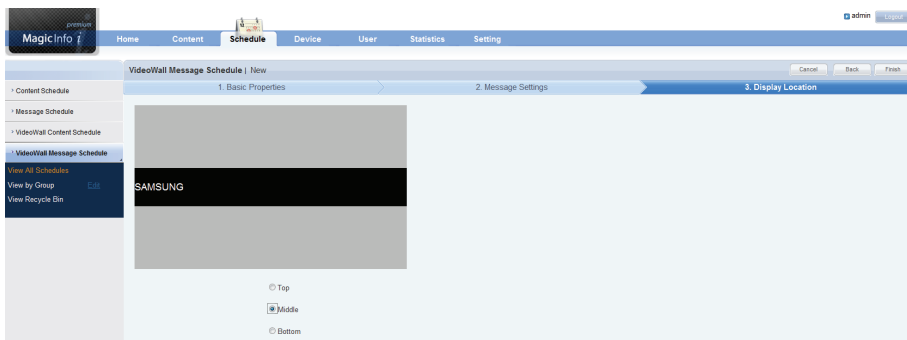 admin Logout
premium
MagicInfo i
Home Content Schedule Device User Statistics Setting
VideoWall Message Schedule | New
Cancel Back Finish
1. Basic Properties 2. Message Settings 3. Display Location
Content Schedule
Message Schedule
VideoWall Content Schedule
VideoWall Message Schedule
View All Schedules
View by Group Edit
View Recycle Bin
SAMSUNG
Top
Middle
Bottom